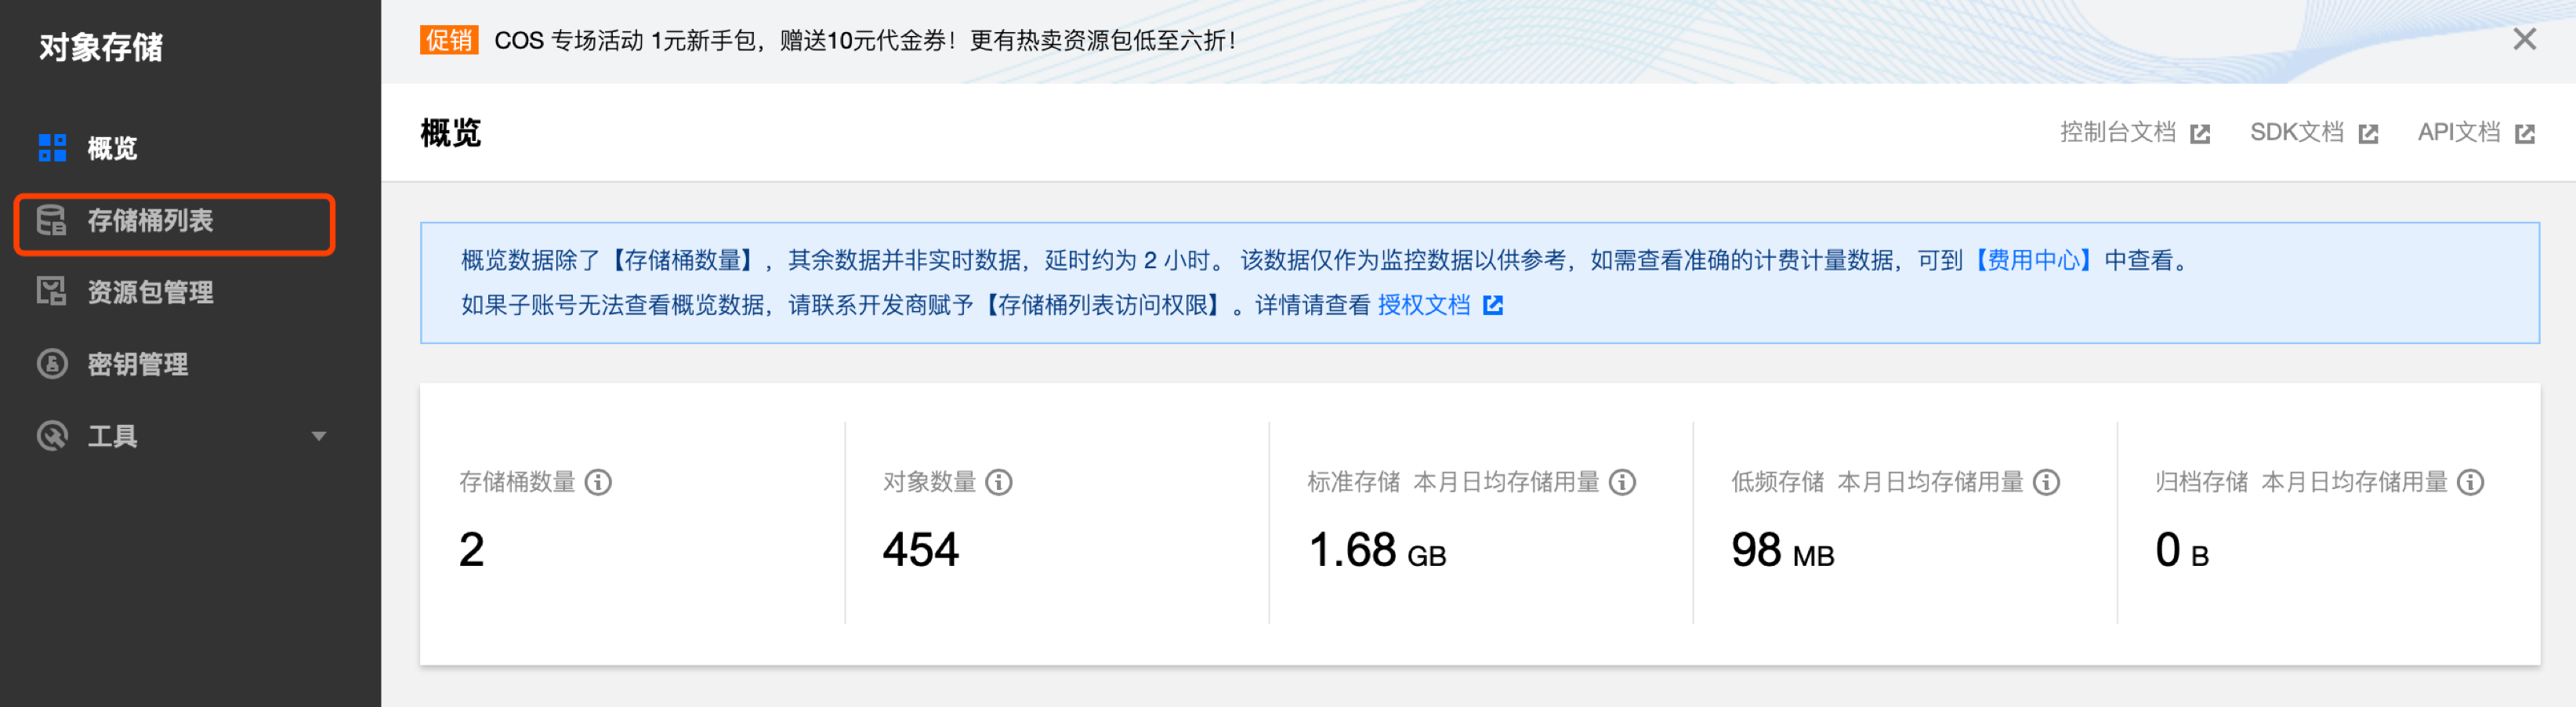 对象存储
概览
存储桶列表
资源包管理
密钥管理
工具
促销 COS 专场活动 1元新手包，赠送10元代金券！更有热卖资源包低至六折！
概览
控制台文档 SDK文档 API文档
概览数据除了【存储桶数量】，其余数据并非实时数据，延时约为 2 小时。 该数据仅作为监控数据以供参考，如需查看准确的计费计量数据，可到【费用中心】中查看。
如果子账号无法查看概览数据，请联系开发商赋予【存储桶列表访问权限】。详情请查看 授权文档
存储桶数量
2
对象数量
454
标准存储 本月日均存储用量
1.68 GB
低频存储 本月日均存储用量
98 MB
归档存储 本月日均存储用量
0 B